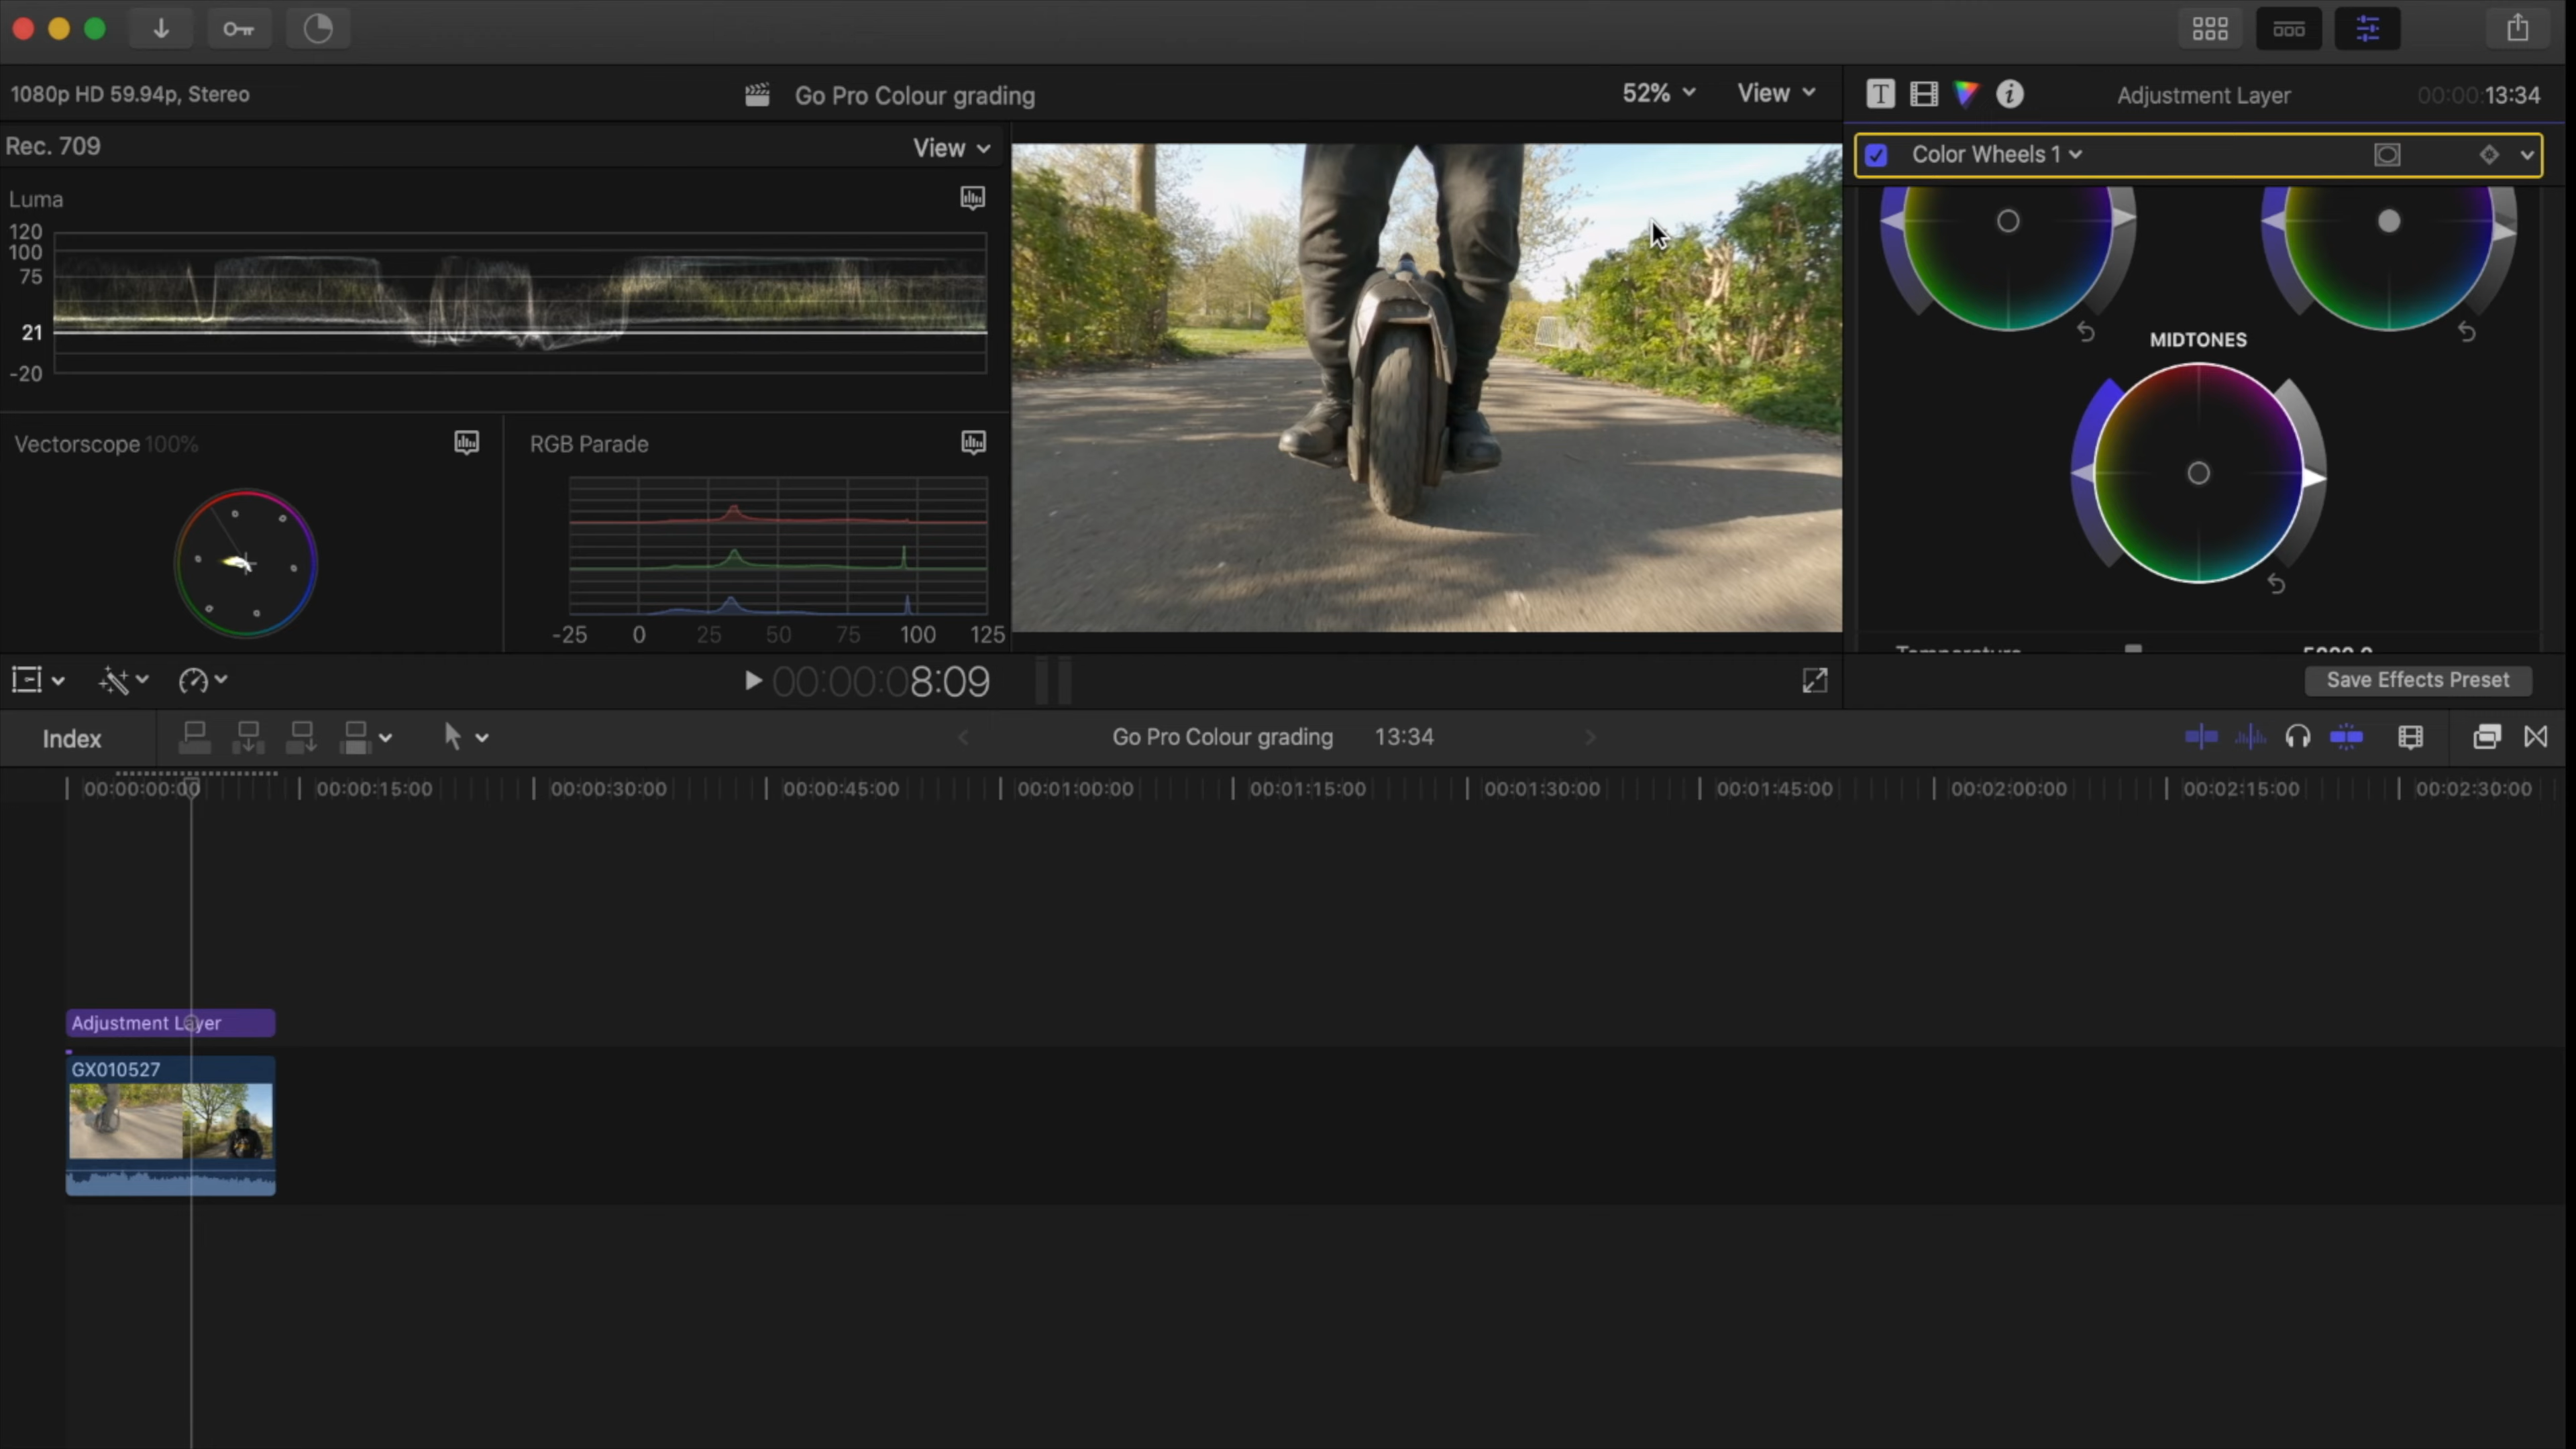 1080p HD 59.94p, Stereo
Go Pro Colour grading
52%
View
T
i
Adjustment Layer
00:00:13:34
Rec. 709
View
Color Wheels 1
Luma
120
100
75
21
-20
MIDTONES
Vectorscope 100%
RGB Parade
-25 0 25 50 75 100 125
00:00:08:09
Save Effects Preset
Index
Go Pro Colour grading 13:34
00:00:00:00 00:00:15:00 00:00:30:00 00:00:45:00 00:01:00:00 00:01:15:00 00:01:30:00 00:01:45:00 00:02:00:00 00:02:15:00 00:02:30:00
Adjustment Layer
GX010527